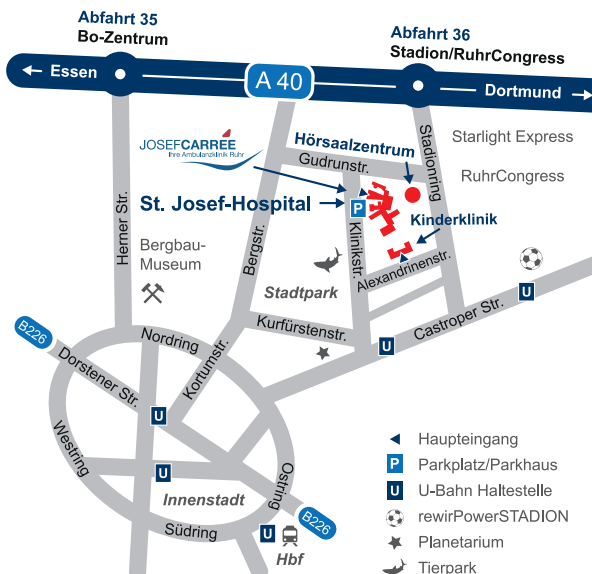 Abfahrt 35
Bo-Zentrum
Abfahrt 36
Stadion/RuhrCongress
Essen
A 40
Dortmund
JOSEFCARRÉE
Ihre Ambulanzklinik Ruhr
Hörsaalzentrum
Gudrunstr.
Stadionring
Starlight Express
RuhrCongress
St. Josef-Hospital
P
Kinderklinik
Herner Str.
Bergstr.
Klinikstr.
Bergbau-
Museum
Stadtpark
Alexandrinenstr.
U
Castroper Str.
Kurfürstenstr.
U
B226
Nordring
Kortumstr.
Dorstener Str.
U
Westring
U
Innenstadt
Ostring
Südring
B226
U
Hbf
Haupteingang
P Parkplatz/Parkhaus
U U-Bahn Haltestelle
rewirPowerSTADION
Planetarium
Tierpark